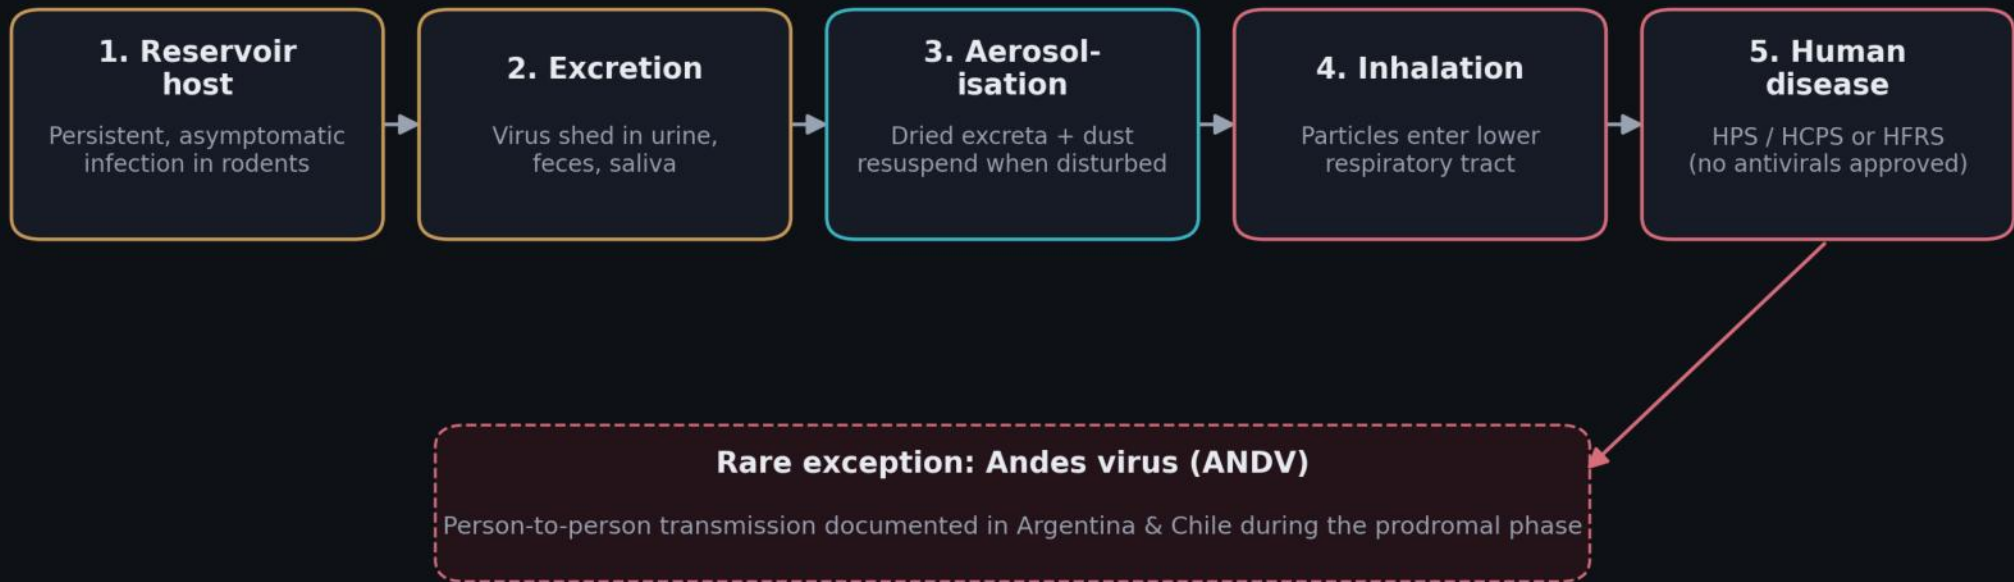 1. Reservoir
host
Persistent, asymptomatic
infection in rodents
2. Excretion
Virus shed in urine,
feces, saliva
3. Aerosol-
isation
Dried excreta + dust
resuspend when disturbed
4. Inhalation
Particles enter lower
respiratory tract
5. Human
disease
HPS / HCPS or HFRS
(no antivirals approved)
Rare exception: Andes virus (ANDV)
Person-to-person transmission documented in Argentina & Chile during the prodromal phase